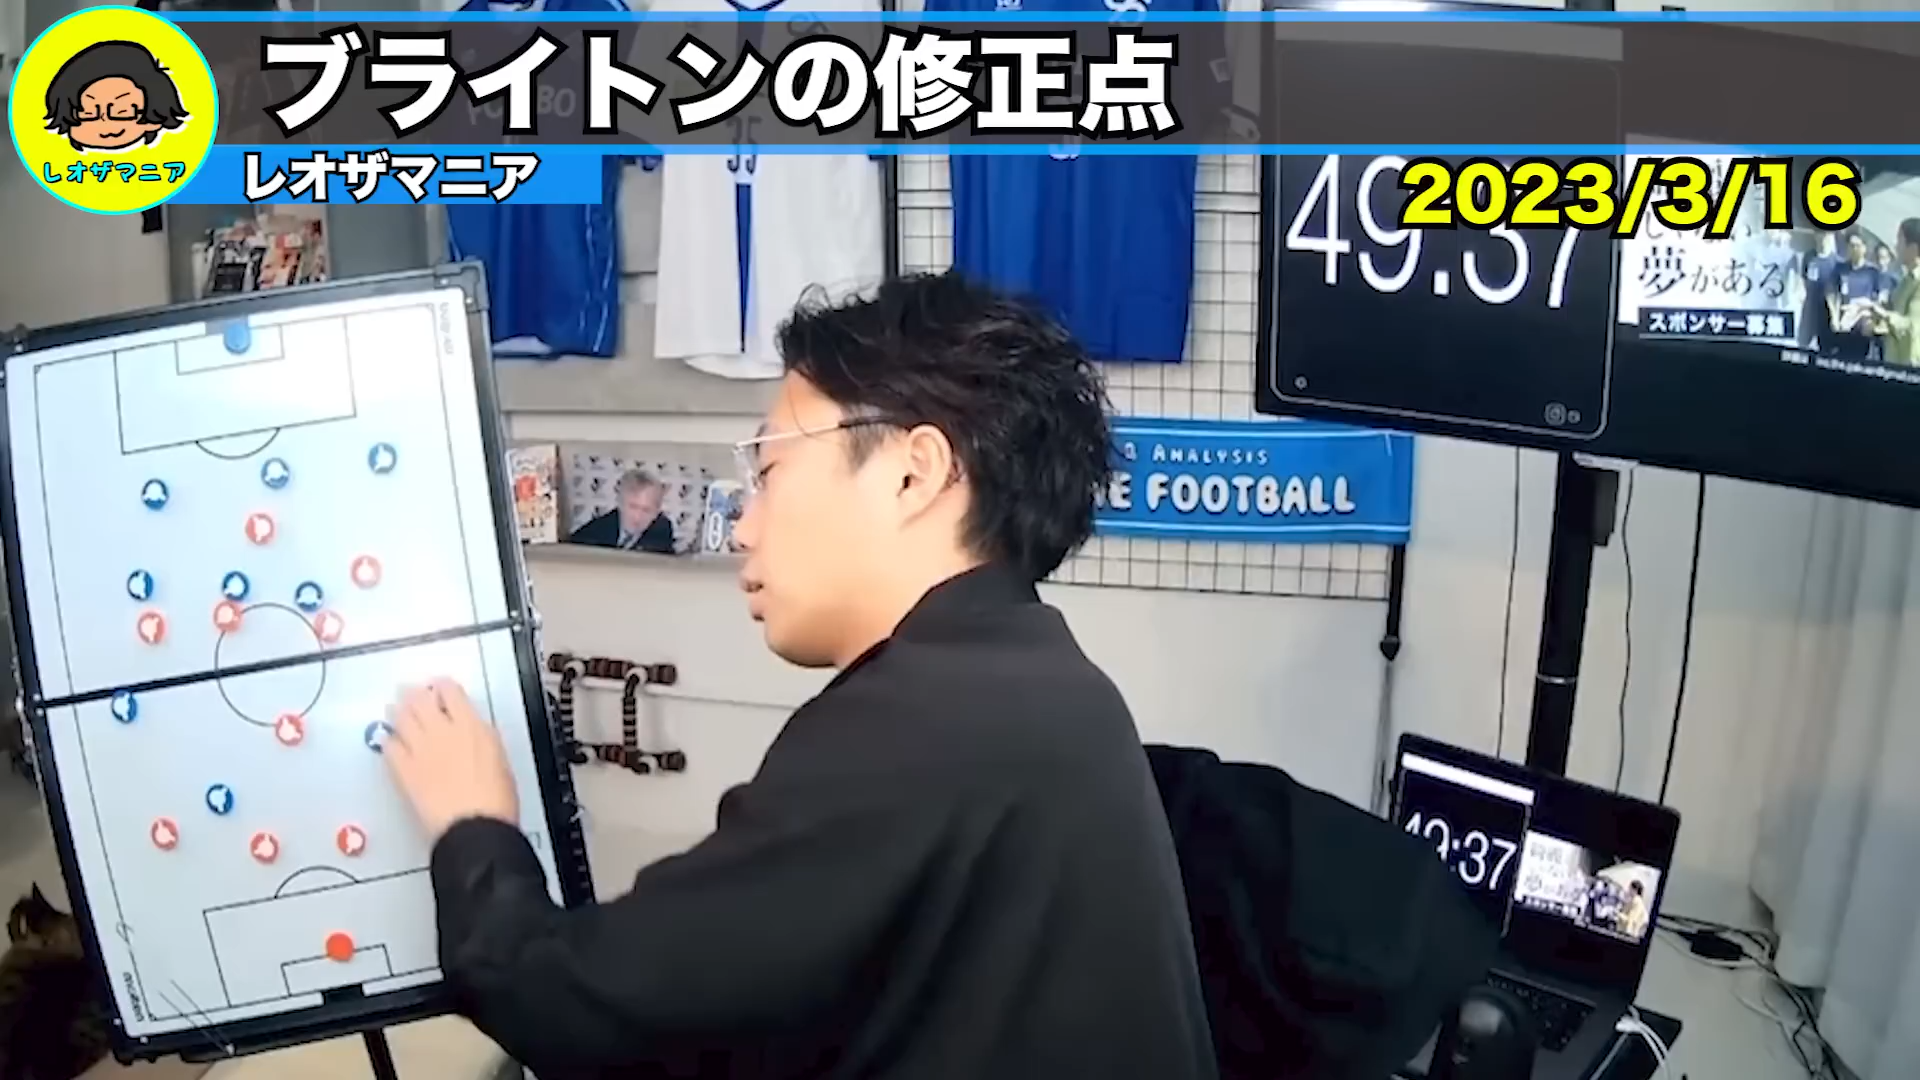 ブライトンの修正点
レオザマニア
レオザマニア
2023/3/16
35
49:37
夢がある
スポンサー募集
& ANALYSIS
FOOTBALL
49:37